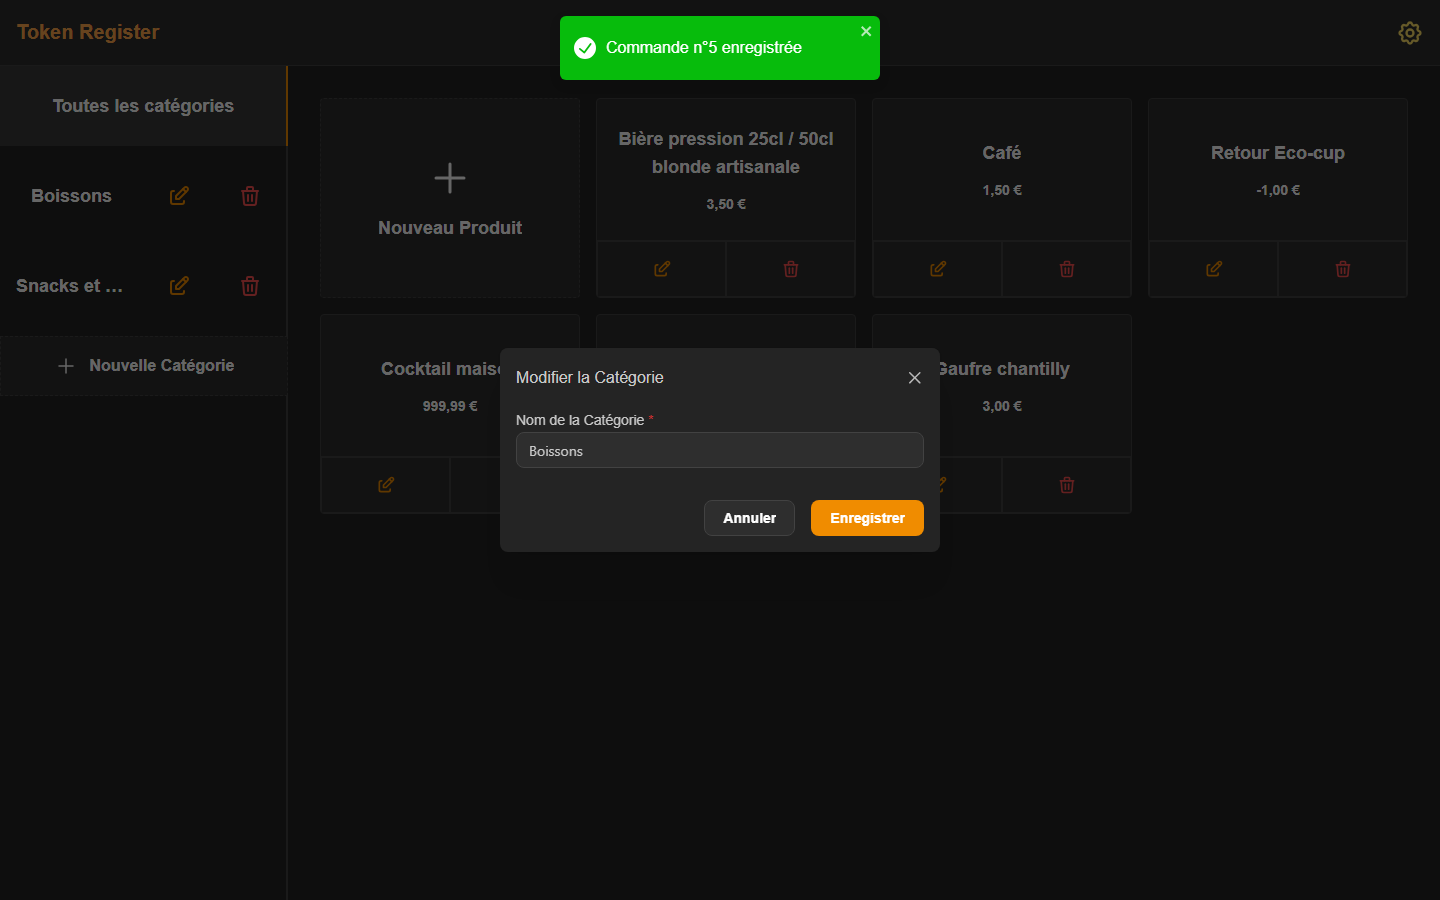 Token Register
Commande n°5 enregistrée
Toutes les catégories
Boissons
Snacks et ...
Nouvelle Catégorie
Nouveau Produit
Bière pression 25cl / 50cl
blonde artisanale
3,50 €
Café
1,50 €
Retour Eco-cup
-1,00 €
Cocktail
999,99 €
Gaufre chantilly
3,00 €
Modifier la Catégorie
Nom de la Catégorie *
Boissons
Annuler
Enregistrer